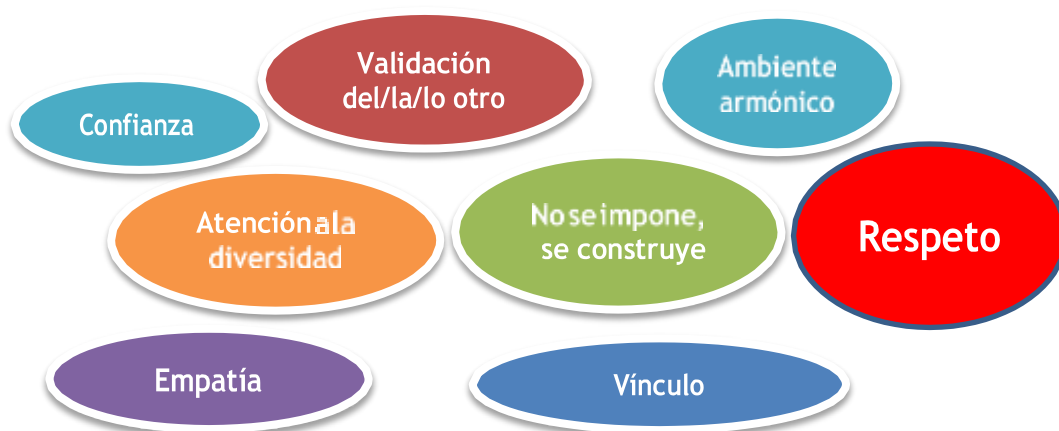 Validación
del/la/lo otro
Ambiente
armónico
Confianza
Atención a la
diversidad
No se impone,
se construye
Respeto
Empatía
Vínculo